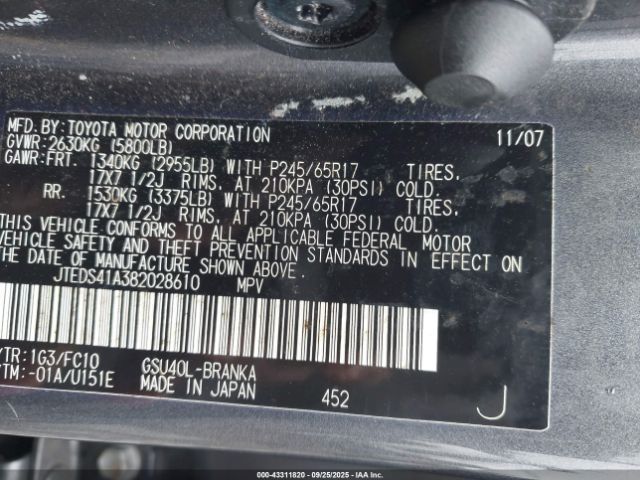 MFD.BY:TOYOTA MOTOR CORPORATION 11/07
GVWR:2630KG (5800LB)
GAWR:FRT. 1340KG (2955LB) WITH P245/65R17 TIRES,
17X7 1/2J RIMS, AT 210KPA (30PSI) COLD.
RR. 1530KG (3375LB) WITH P245/65R17 TIRES,
17X7 1/2J RIMS, AT 210KPA (30PSI) COLD.
THIS VEHICLE CONFORMS TO ALL APPLICABLE FEDERAL MOTOR
VEHICLE SAFETY AND THEFT PREVENTION STANDARDS IN EFFECT ON
THE DATE OF MANUFACTURE SHOWN ABOVE.
JTEDS41A382028610 MPV
/TR:1G3/FC10 GSU40L-BRANKA
/TM:-01A/U151E MADE IN JAPAN 452 J
000-43311820 - 09/25/2025 - IAAI.CA